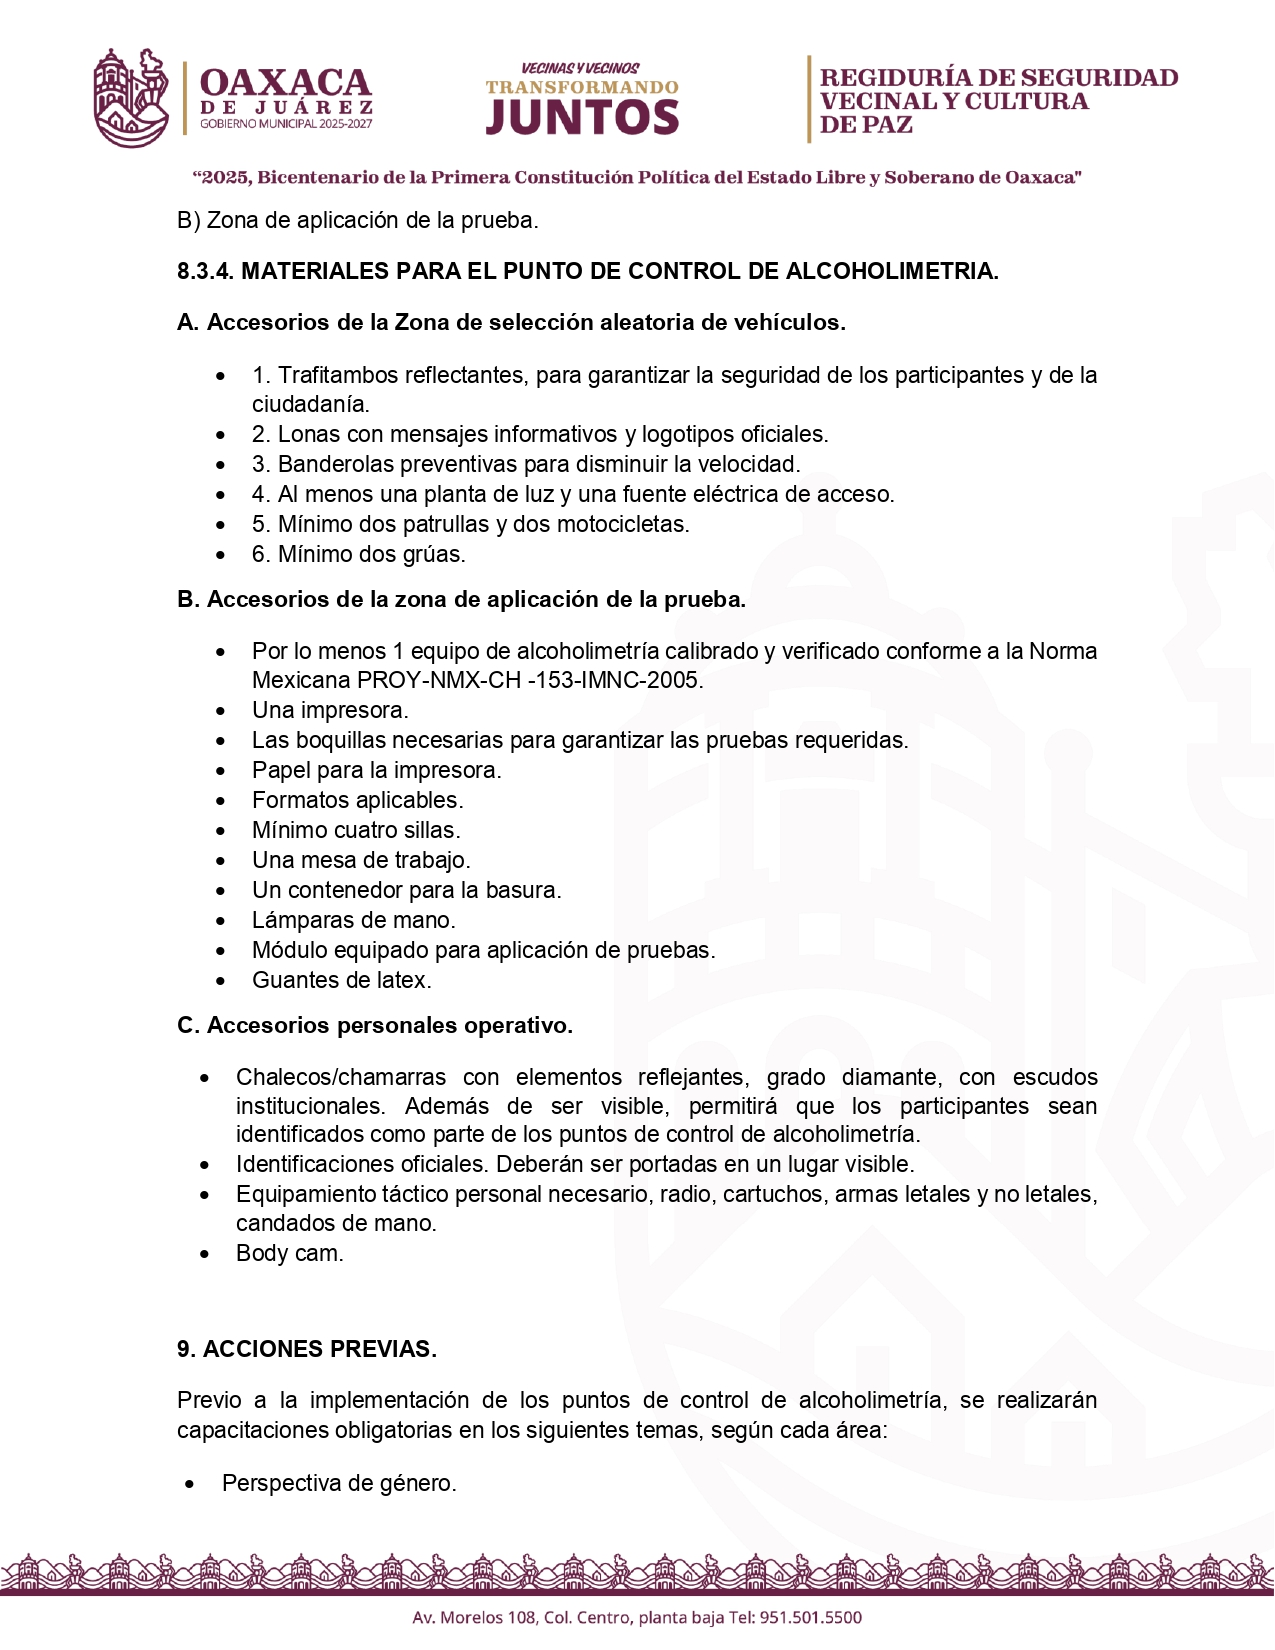 OAXACA
DE JUÁREZ
GOBIERNO MUNICIPAL 2025-2027
VECINAS Y VECINOS
TRANSFORMANDO
JUNTOS
REGIDURÍA DE SEGURIDAD
VECINAL Y CULTURA
DE PAZ
“2025, Bicentenario de la Primera Constitución Política del Estado Libre y Soberano de Oaxaca"
B) Zona de aplicación de la prueba.
8.3.4. MATERIALES PARA EL PUNTO DE CONTROL DE ALCOHOLIMETRIA.
A. Accesorios de la Zona de selección aleatoria de vehículos.
• 1. Trafitambos reflectantes, para garantizar la seguridad de los participantes y de la
ciudadanía.
• 2. Lonas con mensajes informativos y logotipos oficiales.
• 3. Banderolas preventivas para disminuir la velocidad.
• 4. Al menos una planta de luz y una fuente eléctrica de acceso.
• 5. Mínimo dos patrullas y dos motocicletas.
• 6. Mínimo dos grúas.
B. Accesorios de la zona de aplicación de la prueba.
• Por lo menos 1 equipo de alcoholimetría calibrado y verificado conforme a la Norma
Mexicana PROY-NMX-CH -153-IMNC-2005.
• Una impresora.
• Las boquillas necesarias para garantizar las pruebas requeridas.
• Papel para la impresora.
• Formatos aplicables.
• Mínimo cuatro sillas.
• Una mesa de trabajo.
• Un contenedor para la basura.
• Lámparas de mano.
• Módulo equipado para aplicación de pruebas.
• Guantes de latex.
C. Accesorios personales operativo.
• Chalecos/chamarras con elementos reflejantes, grado diamante, con escudos
institucionales. Además de ser visible, permitirá que los participantes sean
identificados como parte de los puntos de control de alcoholimetría.
• Identificaciones oficiales. Deberán ser portadas en un lugar visible.
• Equipamiento táctico personal necesario, radio, cartuchos, armas letales y no letales,
candados de mano.
• Body cam.
9. ACCIONES PREVIAS.
Previo a la implementación de los puntos de control de alcoholimetría, se realizarán
capacitaciones obligatorias en los siguientes temas, según cada área:
• Perspectiva de género.
Av. Morelos 108, Col. Centro, planta baja Tel: 951.501.5500